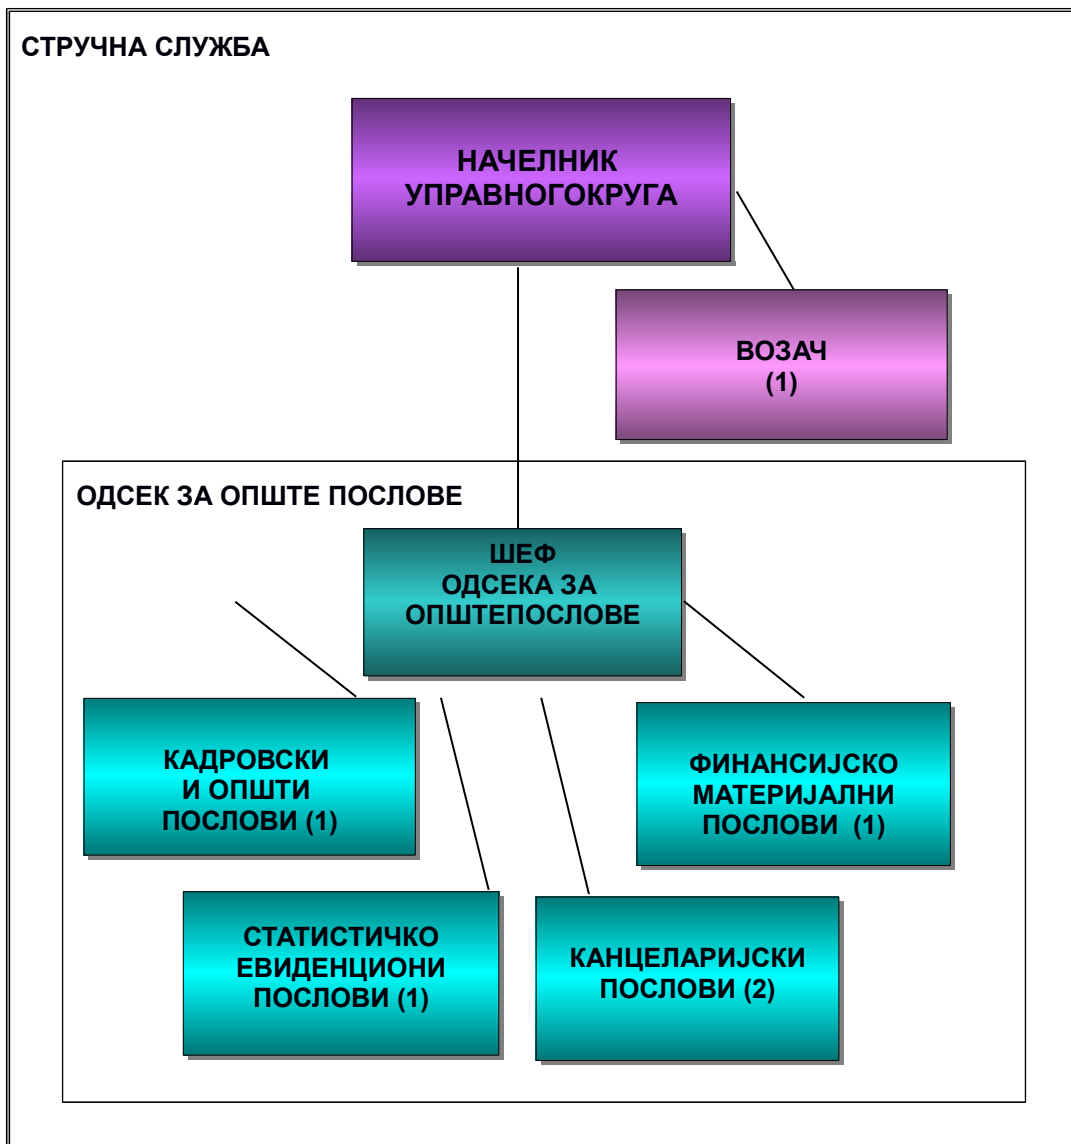 СТРУЧНА СЛУЖБА
НАЧЕЛНИК
УПРАВНОГОКРУГА
ВОЗАЧ
(1)
ОДСЕК ЗА ОПШТЕ ПОСЛОВЕ
ШЕФ
ОДСЕКА ЗА
ОПШТЕПОСЛОВЕ
КАДРОВСКИ
И ОПШТИ
ПОСЛОВИ (1)
ФИНАНСИЈСКО
МАТЕРИЈАЛНИ
ПОСЛОВИ (1)
СТАТИСТИЧКО
ЕВИДЕНЦИОНИ
ПОСЛОВИ (1)
КАНЦЕЛАРИЈСКИ
ПОСЛОВИ (2)